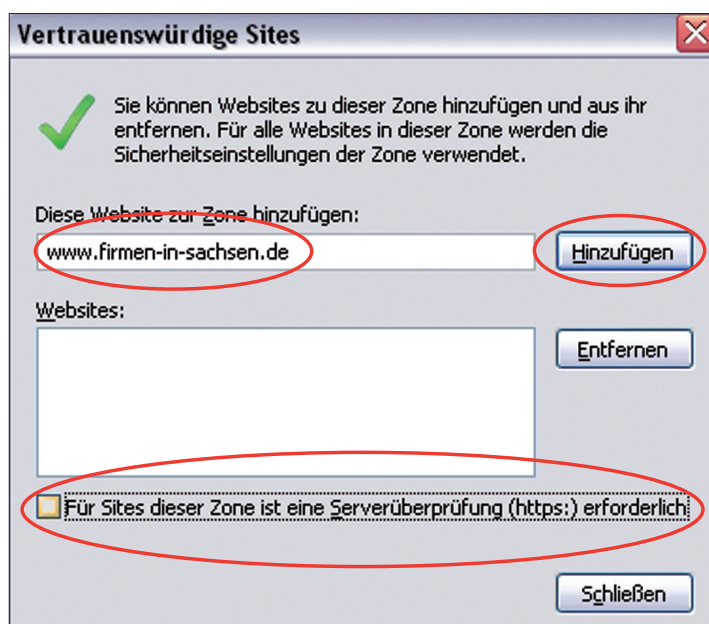 Vertrauenswürdige Sites
Sie können Websites zu dieser Zone hinzufügen und aus ihr
entfernen. Für alle Websites in dieser Zone werden die
Sicherheitseinstellungen der Zone verwendet.
Diese Website zur Zone hinzufügen:
www.firmen-in-sachsen.de
Hinzufügen
Websites:
Entfernen
Für Sites dieser Zone ist eine Serverüberprüfung (https:) erforderlich
Schließen